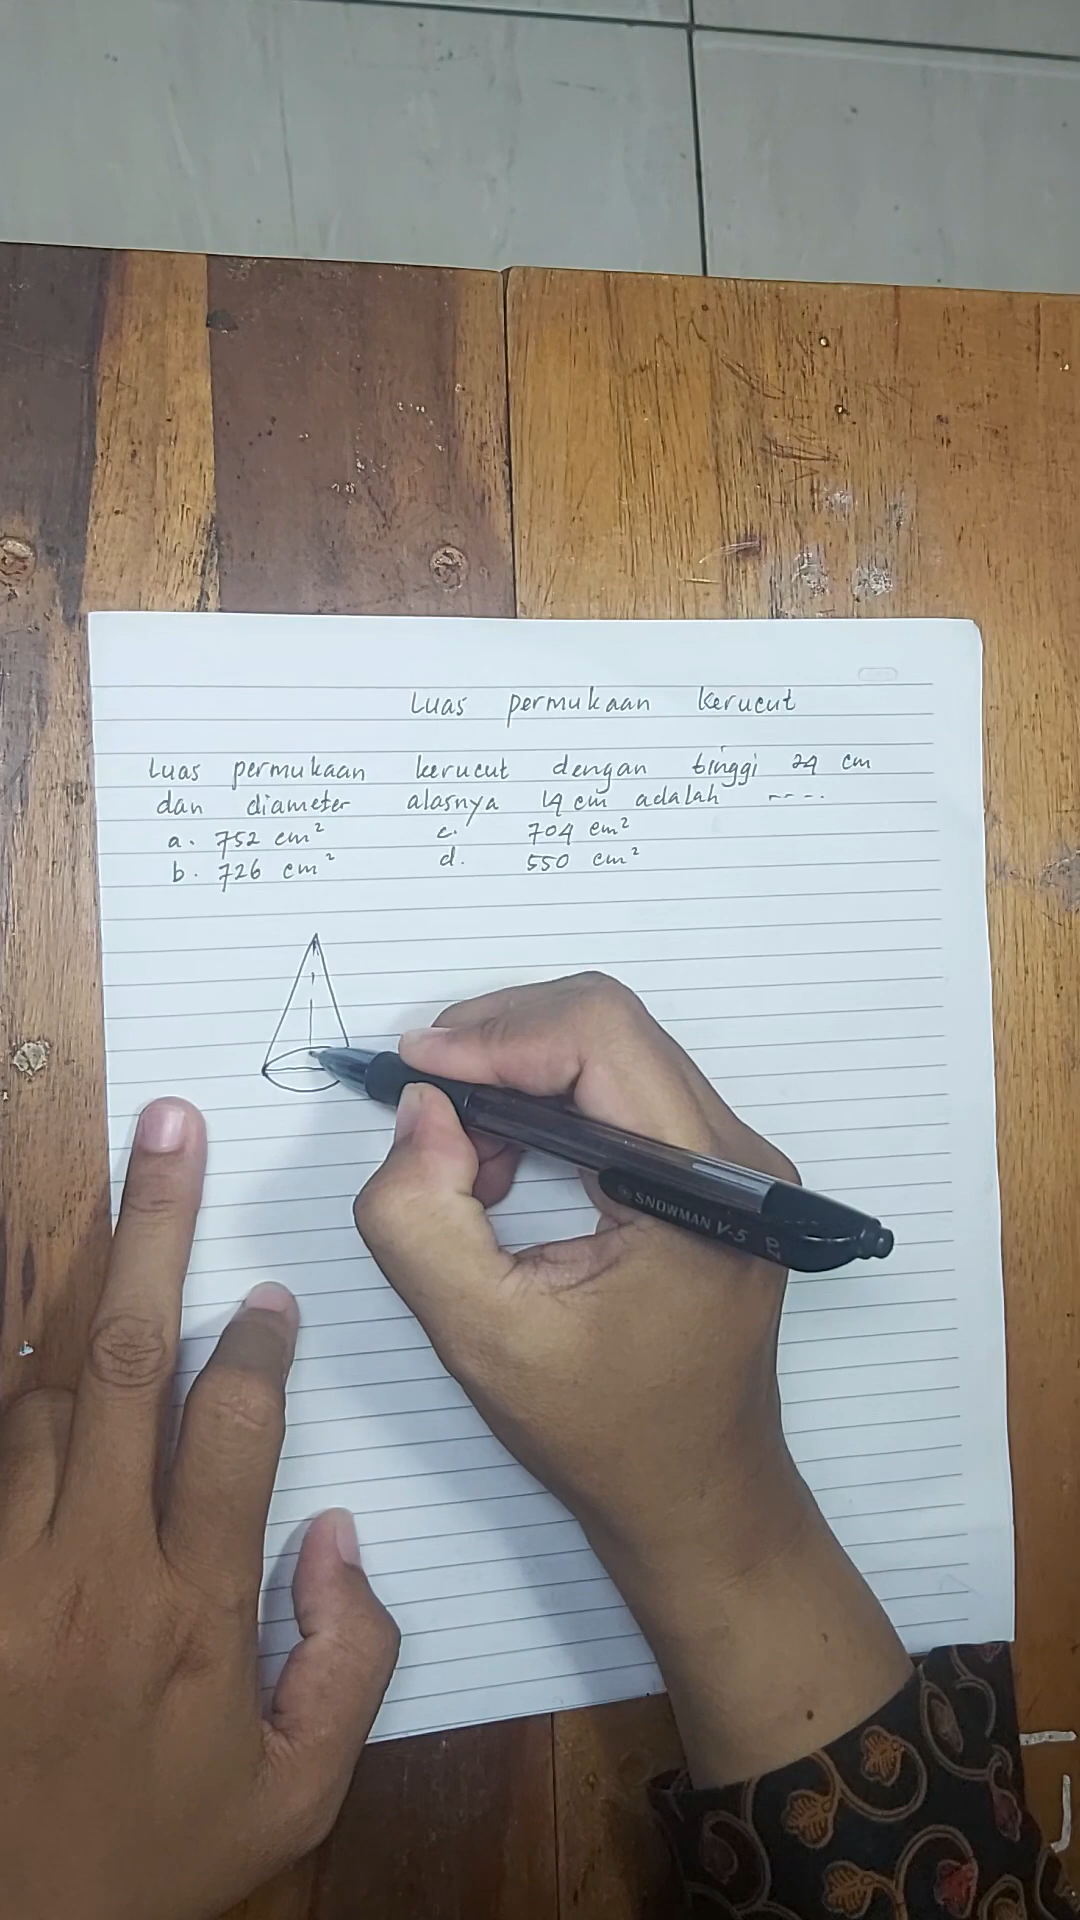 Luas permukaan kerucut
Luas permukaan kerucut dengan tinggi 24 cm
dan diameter alasnya 14 cm adalah ----.
a. 752 cm² c. 704 cm²
b. 726 cm² d. 550 cm²
SNOWMAN V-5